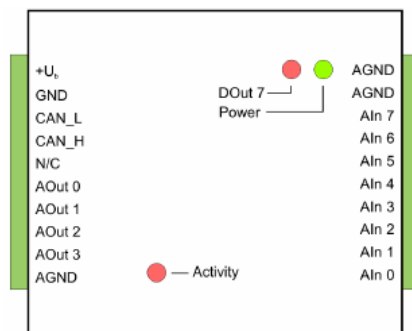 +Ub
GND
CAN_L
CAN_H
N/C
AOut 0
AOut 1
AOut 2
AOut 3
AGND
DOut 7
Power
Activity
AGND
AGND
AIn 7
AIn 6
AIn 5
AIn 4
AIn 3
AIn 2
AIn 1
AIn 0